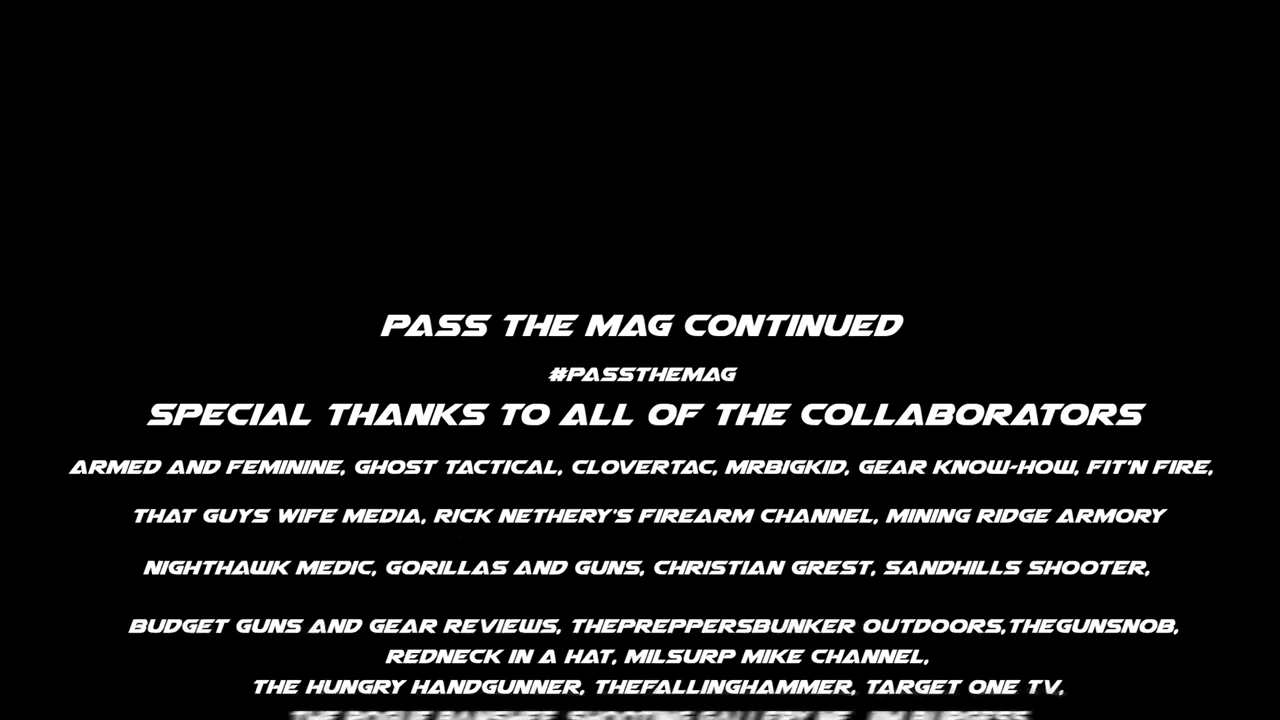 PASS THE MAG CONTINUED
#PASSTHEMAG
SPECIAL THANKS TO ALL OF THE COLLABORATORS
ARMED AND FEMININE, GHOST TACTICAL, CLOVERTAC, MRBIGKID, GEAR KNOW-HOW, FIT'N FIRE,
THAT GUYS WIFE MEDIA, RICK NETHERY'S FIREARM CHANNEL, MINING RIDGE ARMORY
NIGHTHAWK MEDIC, GORILLAS AND GUNS, CHRISTIAN GREST, SANDHILLS SHOOTER,
BUDGET GUNS AND GEAR REVIEWS, THEPREPPERSBUNKER OUTDOORS,THEGUNSNOB,
REDNECK IN A HAT, MILSURP MIKE CHANNEL,
THE HUNGRY HANDGUNNER, THEFALLINGHAMMER, TARGET ONE TV,